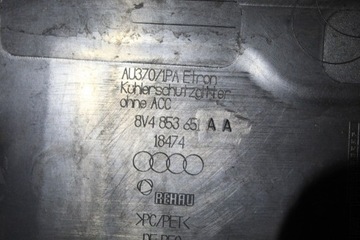 AU370/1PA Etron
Kühlerschutzgitter
ohne ACC
8V4 853 651 A A
18474
REHAU
>PC/PET<